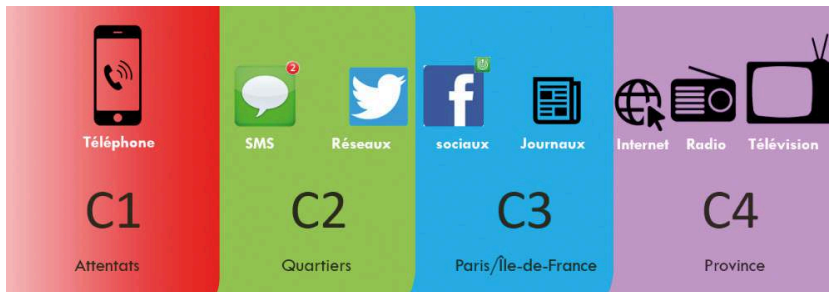 2
Téléphone
SMS
Réseaux
sociaux
Journaux
Internet
Radio
Télévision
C1
C2
C3
C4
Attentats
Quartiers
Paris/Île-de-France
Province